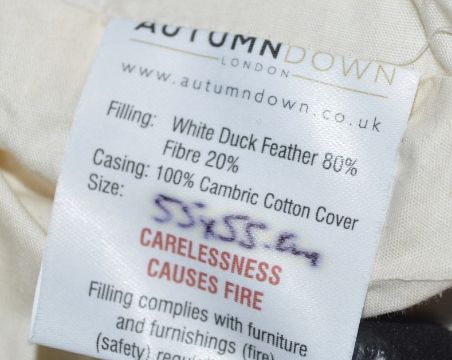 AUTUMNDOWN
LONDON
www.autumndown.co.uk
Filling: White Duck Feather 80%
Fibre 20%
Casing: 100% Cambric Cotton Cover
Size: 55x55.cm
CARELESSNESS
CAUSES FIRE
Filling complies with furniture
and furnishings (fire)
(safety)